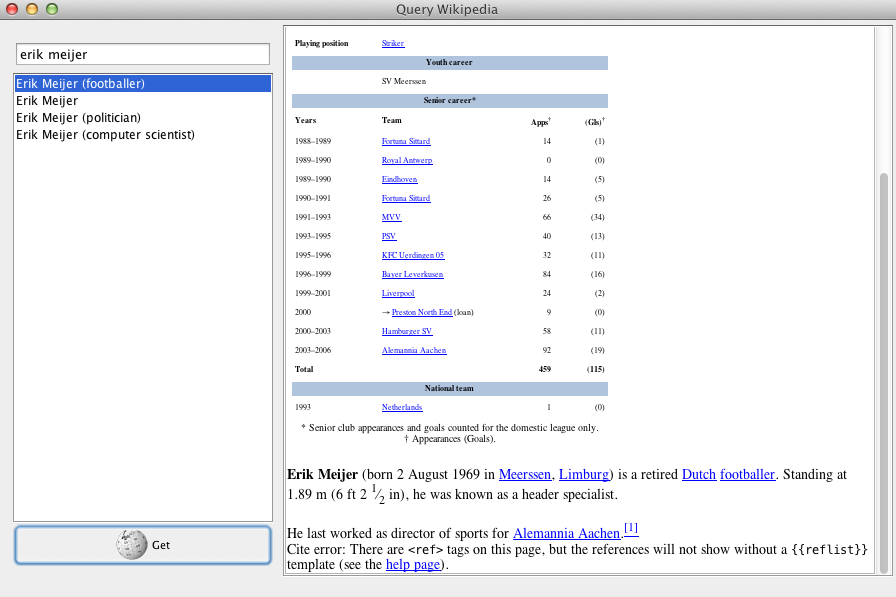 Query Wikipedia
erik meijer
Erik Meijer (footballer)
Erik Meijer
Erik Meijer (politician)
Erik Meijer (computer scientist)
Get
Playing position Striker
Youth career
SV Meerssen
Senior career*
Years Team Apps† (Gls)†
1988–1989 Fortuna Sittard 14 (1)
1989–1990 Royal Antwerp 0 (0)
1989–1990 Eindhoven 14 (5)
1990–1991 Fortuna Sittard 26 (5)
1991–1993 MVV 66 (34)
1993–1995 PSV 40 (13)
1995–1996 KFC Uerdingen 05 32 (11)
1996–1999 Bayer Leverkusen 84 (16)
1999–2001 Liverpool 24 (2)
2000 → Preston North End (loan) 9 (0)
2000–2003 Hamburger SV 58 (11)
2003–2006 Alemannia Aachen 92 (19)
Total 459 (115)
National team
1993 Netherlands 1 (0)
* Senior club appearances and goals counted for the domestic league only.
† Appearances (Goals).
Erik Meijer (born 2 August 1969 in Meerssen, Limburg) is a retired Dutch footballer. Standing at
1.89 m (6 ft 2 1⁄2 in), he was known as a header specialist.
He last worked as director of sports for Alemannia Aachen.[1]
Cite error: There are <ref> tags on this page, but the references will not show without a {{reflist}}
template (see the help page).